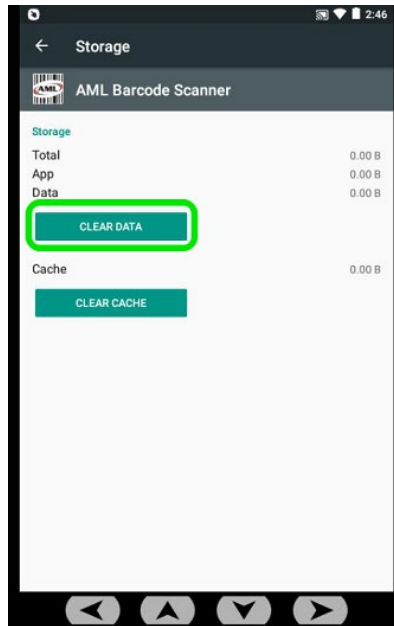 2:46
Storage
AML
AML Barcode Scanner
Storage
Total 0.00 B
App 0.00 B
Data 0.00 B
CLEAR DATA
Cache 0.00 B
CLEAR CACHE